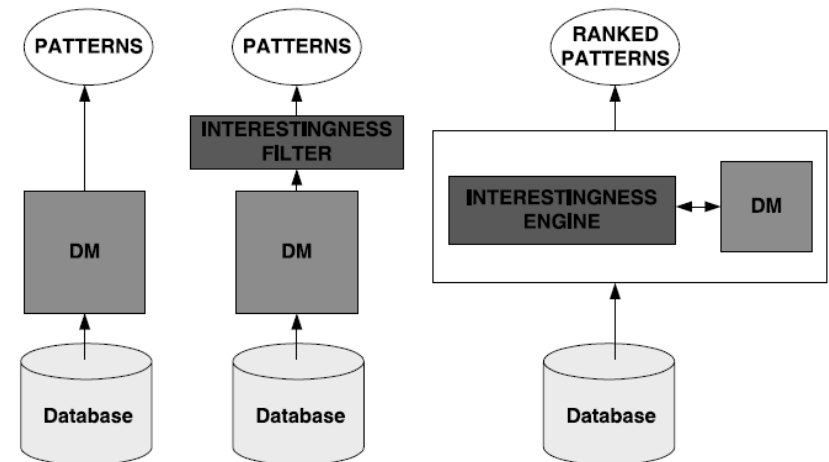 PATTERNS
DM
Database
PATTERNS
INTERESTINGNESS
FILTER
DM
Database
RANKED
PATTERNS
INTERESTINGNESS
ENGINE
DM
Database